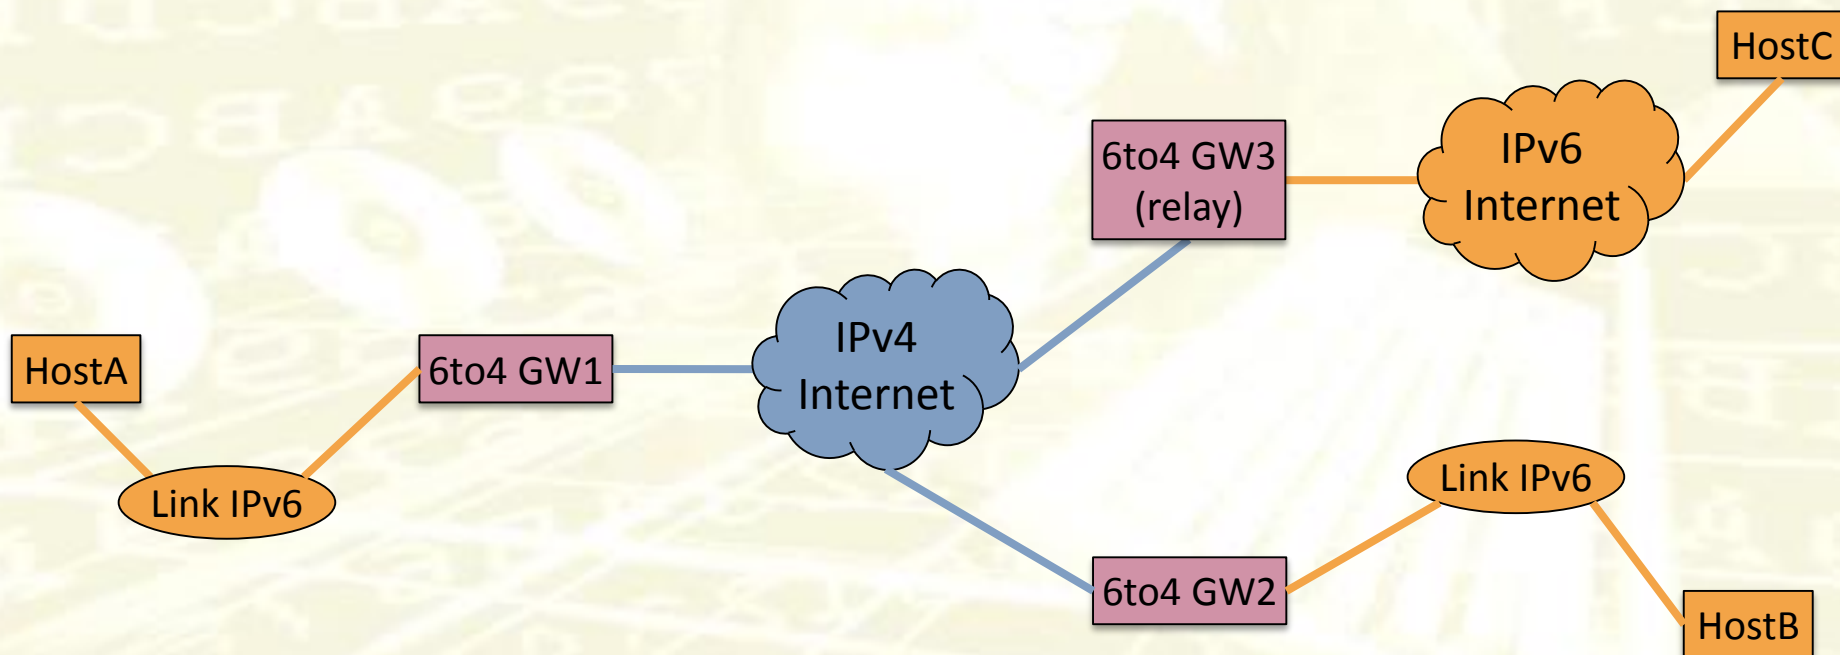 HostC
6to4 GW3
(relay)
IPv6
Internet
IPv4
Internet
HostA
6to4 GW1
Link IPv6
Link IPv6
6to4 GW2
HostB